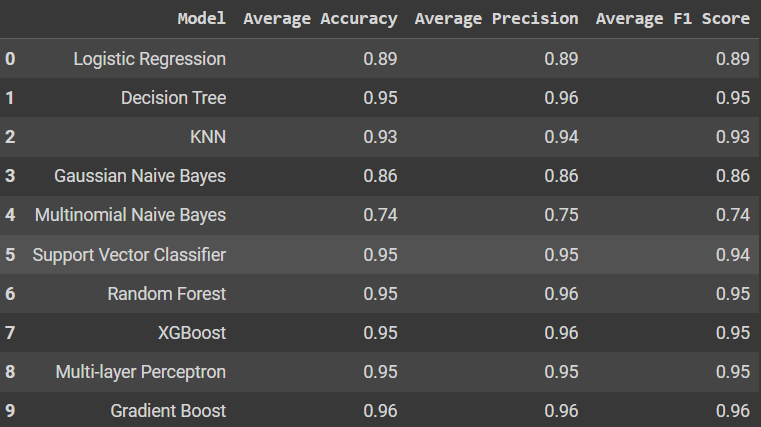 Model Average Accuracy Average Precision Average F1 Score
0 Logistic Regression 0.89 0.89 0.89
1 Decision Tree 0.95 0.96 0.95
2 KNN 0.93 0.94 0.93
3 Gaussian Naive Bayes 0.86 0.86 0.86
4 Multinomial Naive Bayes 0.74 0.75 0.74
5 Support Vector Classifier 0.95 0.95 0.94
6 Random Forest 0.95 0.96 0.95
7 XGBoost 0.95 0.96 0.95
8 Multi-layer Perceptron 0.95 0.95 0.95
9 Gradient Boost 0.96 0.96 0.96